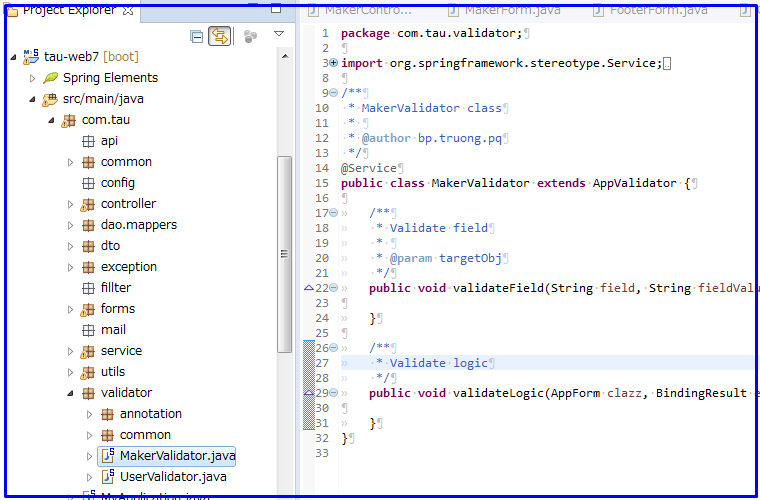 Project Explorer
tau-web7 [boot]
Spring Elements
src/main/java
com.tau
api
common
config
controller
dao.mappers
dto
exception
fillter
forms
mail
service
utils
validator
annotation
common
MakerValidator.java
UserValidator.java
MyApplication.java
MakerContro...
MakerForm.java
FooterForm.java
1 package com.tau.validator;
2
3 import org.springframework.stereotype.Service;
8
9 /**
10 * MakerValidator class
11 *
12 * @author bp.truong.pq
13 */
14 @Service
15 public class MakerValidator extends AppValidator {
16
17 /**
18 * Validate field
19 *
20 * @param targetObj
21 */
22 public void validateField(String field, String fieldValu
23
24 }
25
26 /**
27 * Validate logic
28 */
29 public void validateLogic(AppForm clazz, BindingResult e
30
31 }
32 }
33